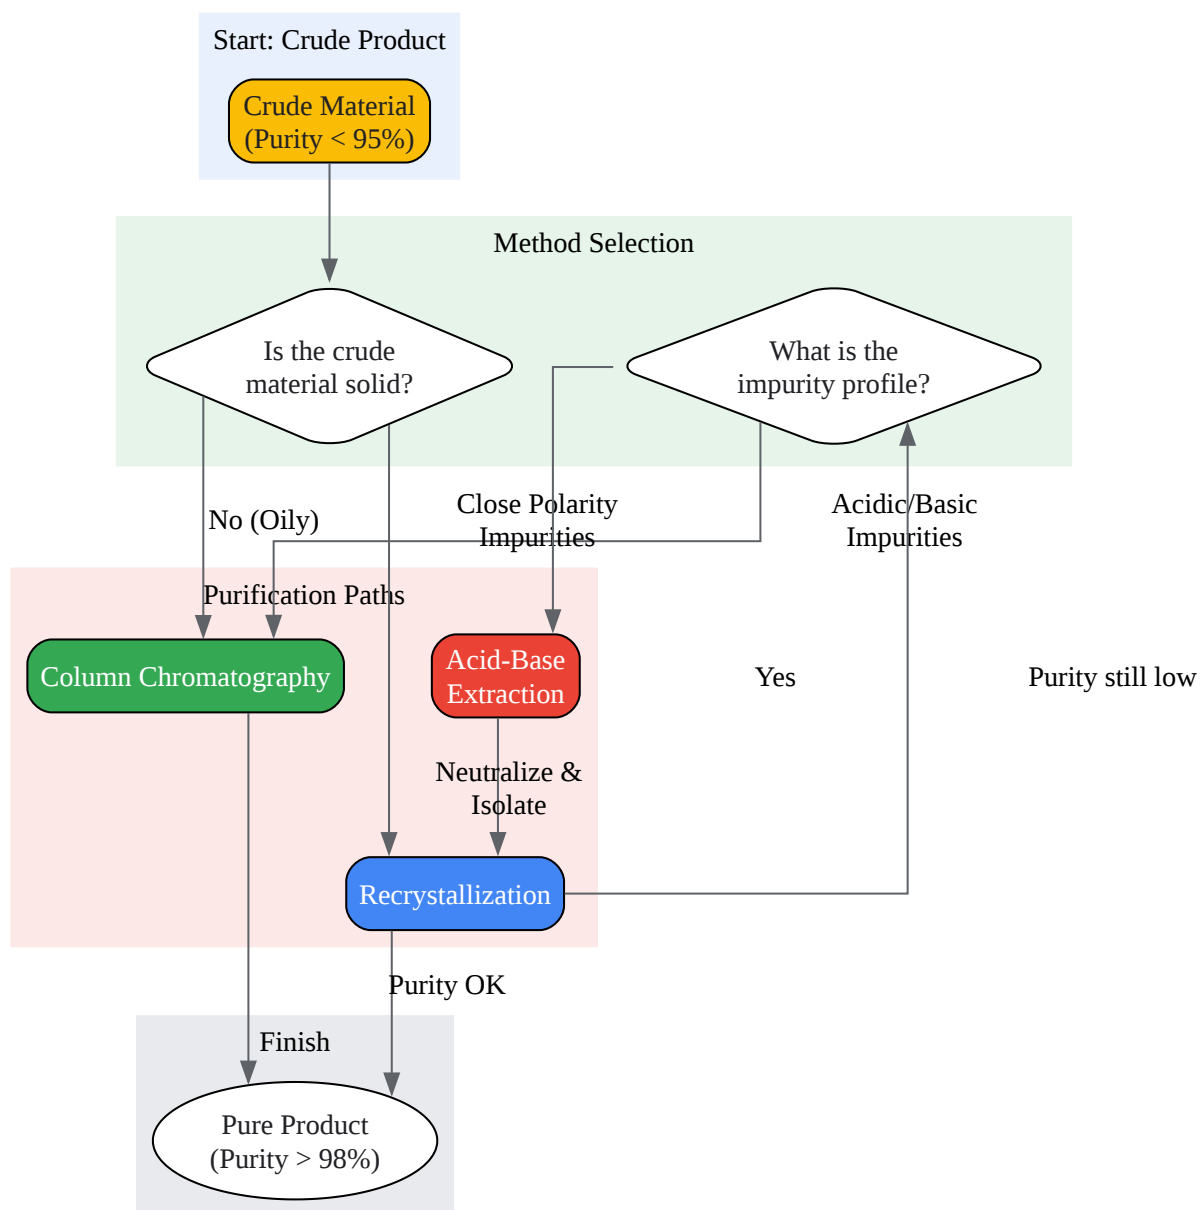 Start: Crude Product
Crude Material
(Purity < 95%)
Method Selection
Is the crude
material solid?
What is the
impurity profile?
No (Oily)
Close Polarity
Impurities
Acidic/Basic
Impurities
Purification Paths
Column Chromatography
Acid-Base
Extraction
Yes
Purity still low
Neutralize &
Isolate
Recrystallization
Purity OK
Finish
Pure Product
(Purity > 98%)